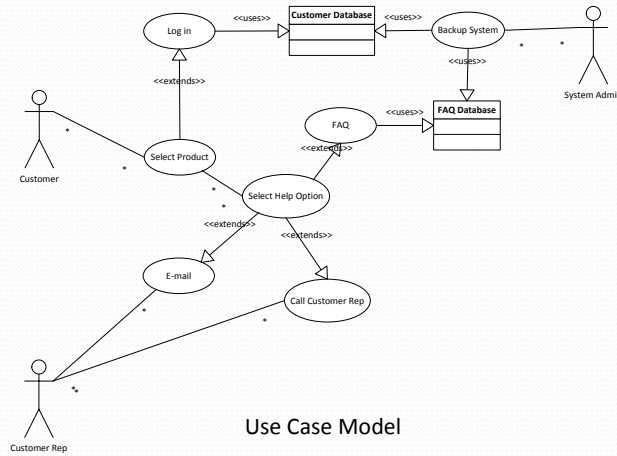 <<uses>>
Customer Database
<<uses>>
Log in
Backup System
*
*
System Admi
<<extends>>
<<uses>>
FAQ Database
<<uses>>
FAQ
<<extends>>
*
*
Select Product
Customer
*
*
Select Help Option
<<extends>>
<<extends>>
E-mail
Call Customer Rep
*
*
**
Customer Rep
Use Case Model